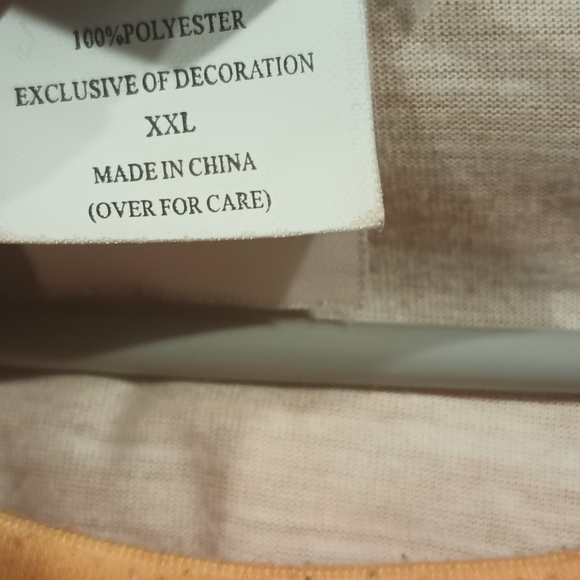 100%POLYESTER
EXCLUSIVE OF DECORATION
XXL
MADE IN CHINA
(OVER FOR CARE)